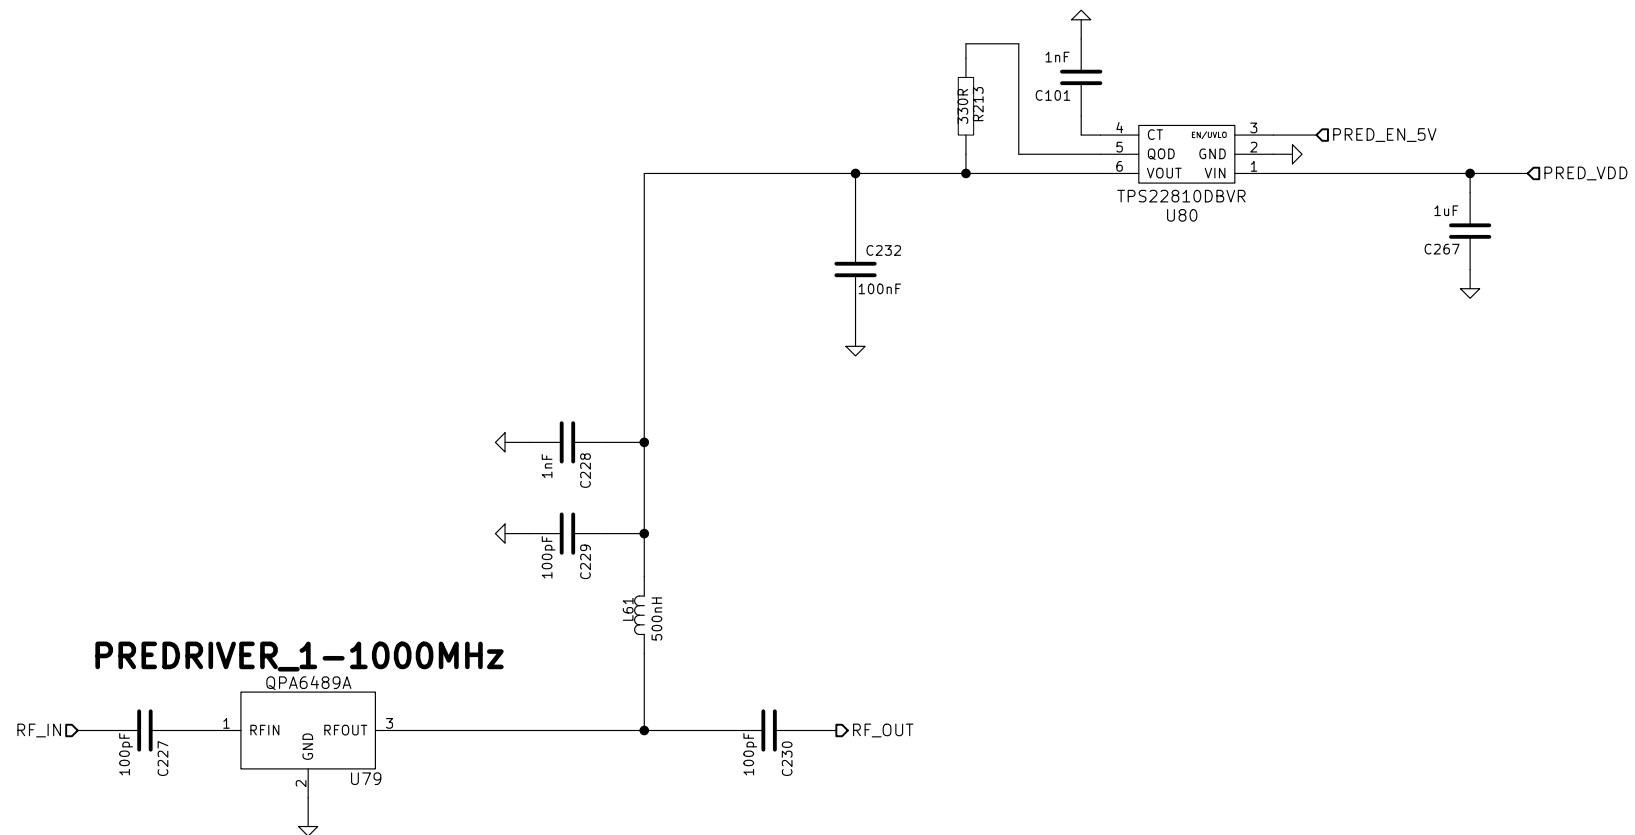 1nF
C101
330R
R213
4
CT
EN/UVLO
3
PRED_EN_5V
5
QOD
GND
2
6
VOUT
VIN
1
PRED_VDD
TPS22810DBVR
U80
1uF
C267
C232
100nF
1nF
C228
100pF
C229
L61
500nH
PREDRIVER_1-1000MHz
QPA6489A
RF_IN
100pF
C227
1
RFIN
GND
RFOUT
3
2
U79
100pF
C230
RF_OUT